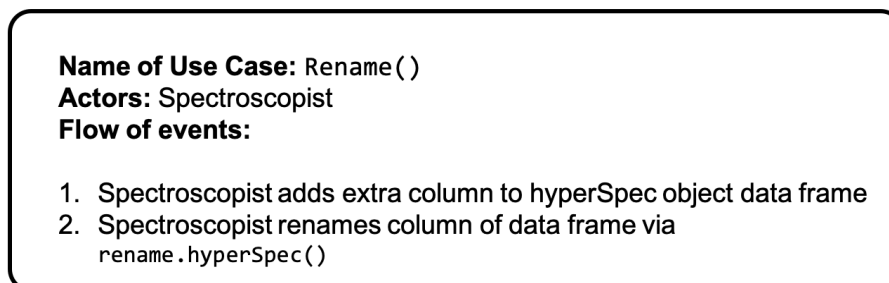 Name of Use Case: Rename()
Actors: Spectroscopist
Flow of events:
1. Spectroscopist adds extra column to hyperSpec object data frame
2. Spectroscopist renames column of data frame via
rename.hyperSpec()